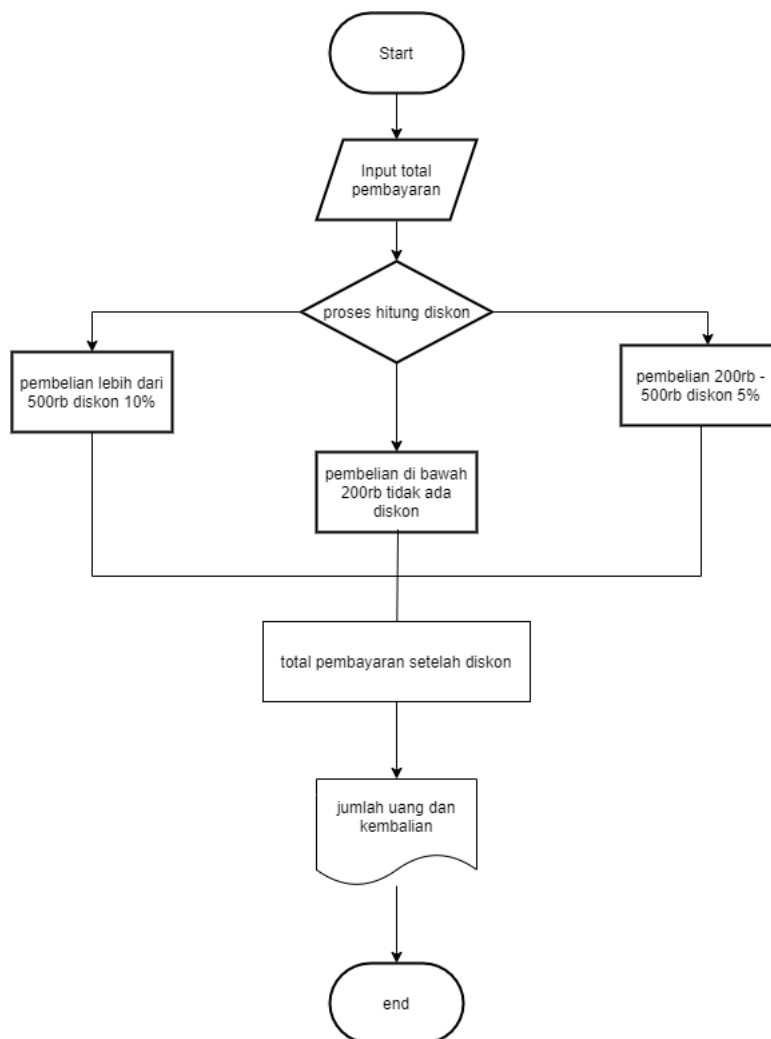 Start
Input total
pembayaran
proses hitung diskon
pembelian lebih dari
500rb diskon 10%
pembelian 200rb -
500rb diskon 5%
pembelian di bawah
200rb tidak ada
diskon
total pembayaran setelah diskon
jumlah uang dan
kembalian
end